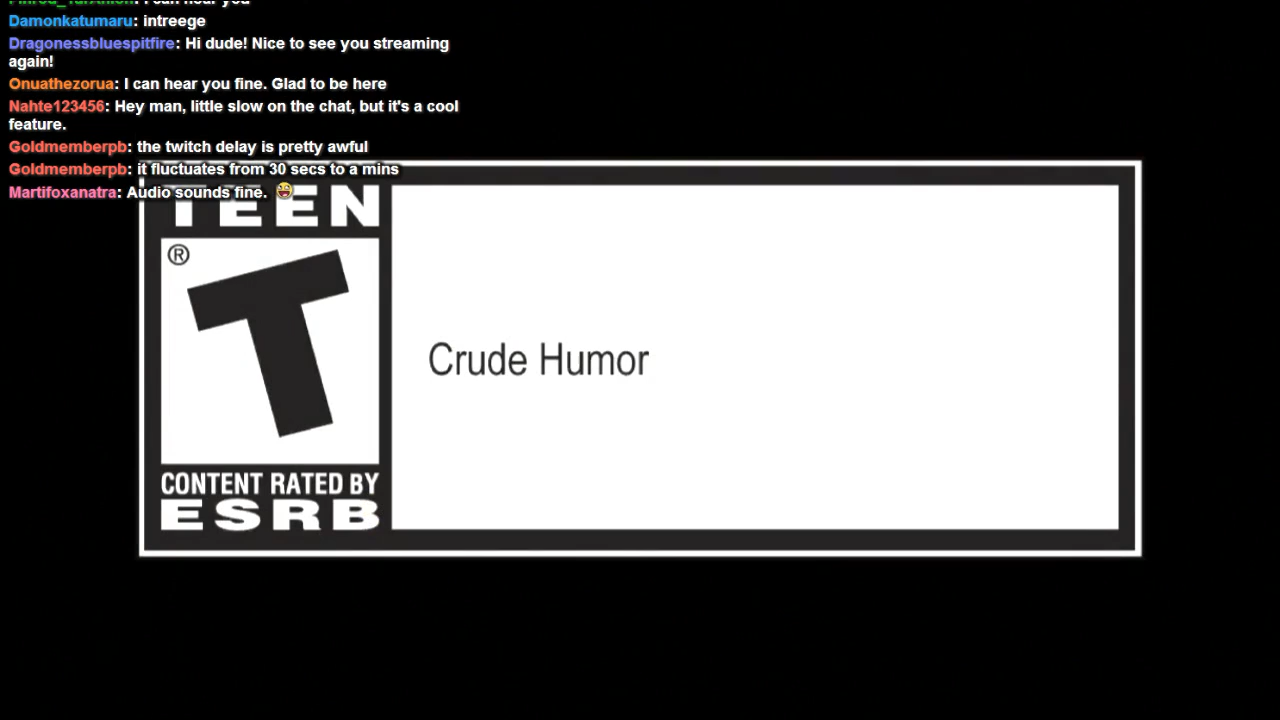 I can hear you
Damonkatumaru: intreege
Dragonessbluespitfire: Hi dude! Nice to see you streaming
again!
Onuathezorua: I can hear you fine. Glad to be here
Nahte123456: Hey man, little slow on the chat, but it's a cool
feature.
Goldmemberpb: the twitch delay is pretty awful
Goldmemberpb: it fluctuates from 30 secs to a mins
Martifoxanatra: Audio sounds fine. 😆
TEEN
®
T
Crude Humor
CONTENT RATED BY
ESRB